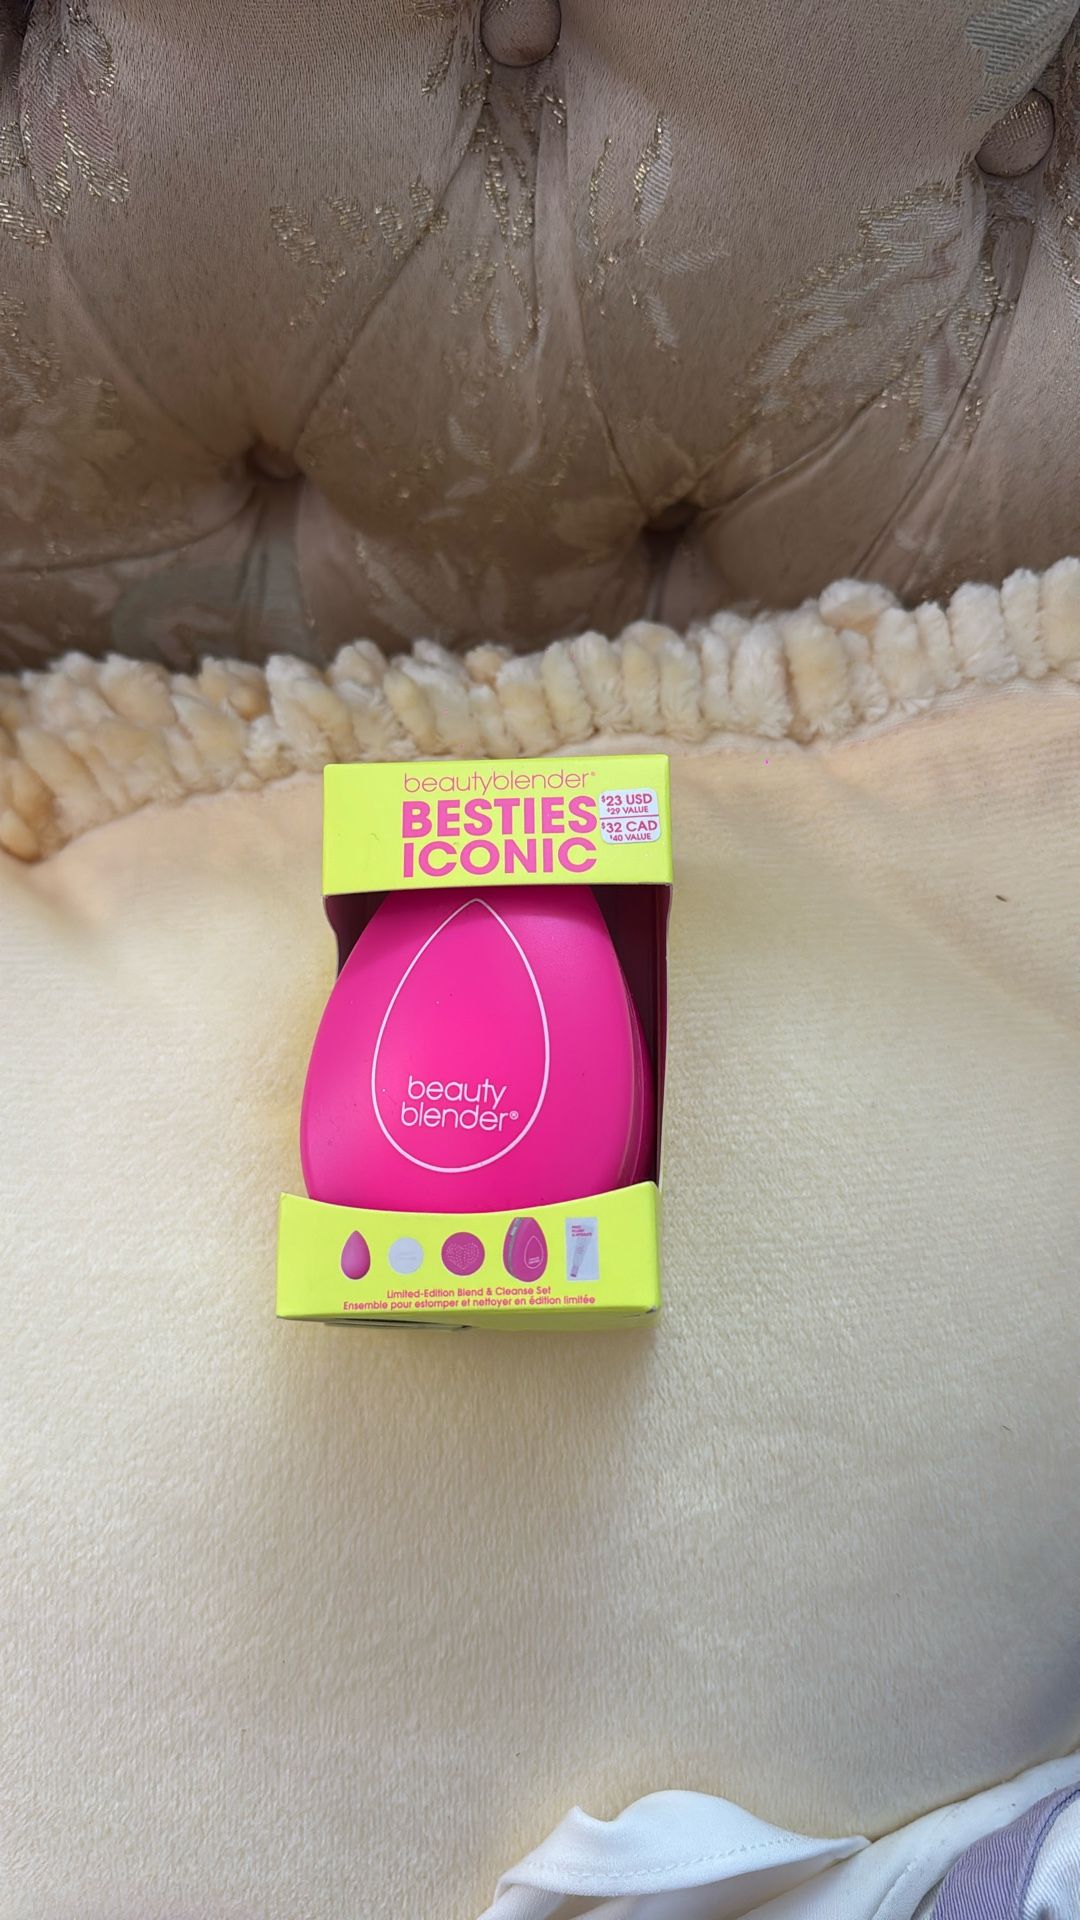 beautyblender®
BESTIES
ICONIC
$23 USD
$29 VALUE
$32 CAD
$40 VALUE
beauty
blender®
Limited-Edition Blend & Cleanse Set
Ensemble pour estomper et nettoyer en édition limitée